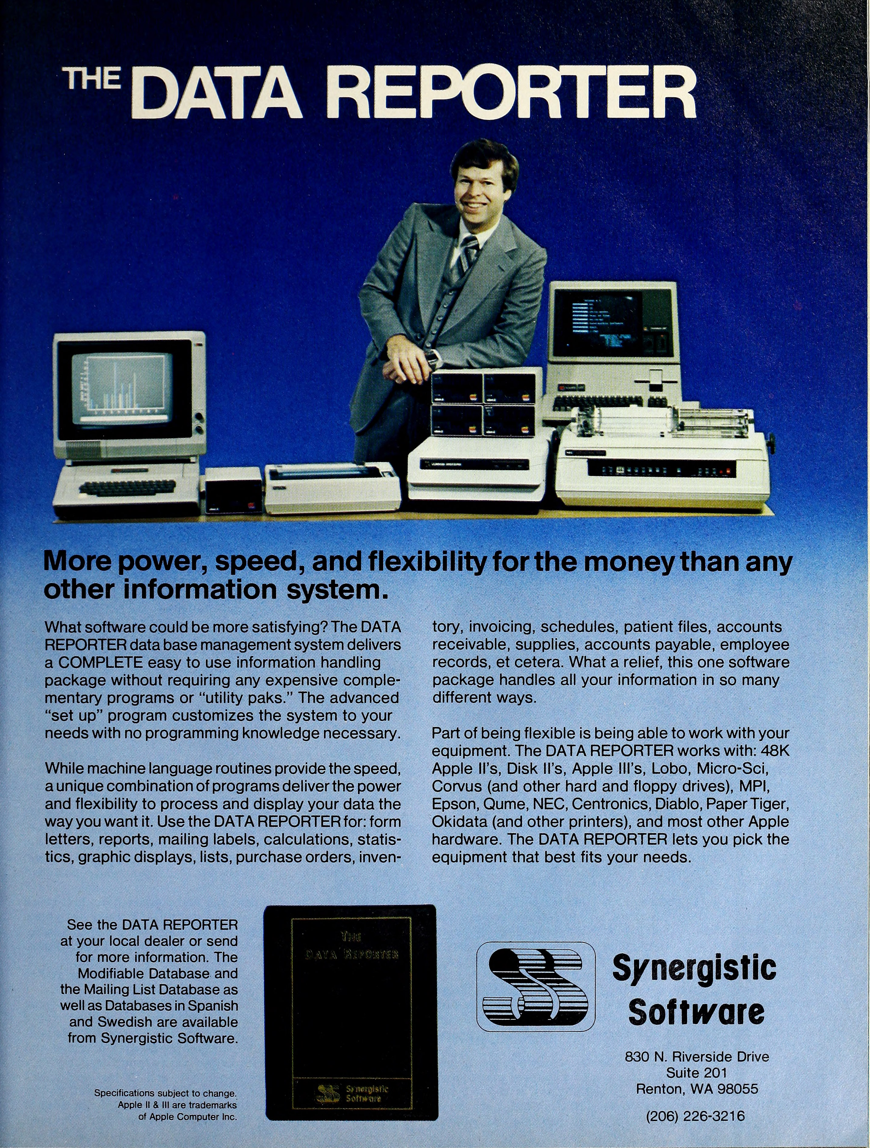 THE DATA REPORTER
More power, speed, and flexibility for the money than any
other information system.
What software could be more satisfying? The DATA
REPORTER data base management system delivers
a COMPLETE easy to use information handling
package without requiring any expensive comple-
mentary programs or “utility paks.” The advanced
“set up” program customizes the system to your
needs with no programming knowledge necessary.
While machine language routines provide the speed,
a unique combination of programs deliver the power
and flexibility to process and display your data the
way you want it. Use the DATA REPORTER for: form
letters, reports, mailing labels, calculations, statis-
tics, graphic displays, lists, purchase orders, inven-
tory, invoicing, schedules, patient files, accounts
receivable, supplies, accounts payable, employee
records, et cetera. What a relief, this one software
package handles all your information in so many
different ways.
Part of being flexible is being able to work with your
equipment. The DATA REPORTER works with: 48K
Apple II's, Disk II's, Apple III's, Lobo, Micro-Sci,
Corvus (and other hard and floppy drives), MPI,
Epson, Qume, NEC, Centronics, Diablo, Paper Tiger,
Okidata (and other printers), and most other Apple
hardware. The DATA REPORTER lets you pick the
equipment that best fits your needs.
See the DATA REPORTER
at your local dealer or send
for more information. The
Modifiable Database and
the Mailing List Database as
well as Databases in Spanish
and Swedish are available
from Synergistic Software.
Specifications subject to change.
Apple II & III are trademarks
of Apple Computer Inc.
THE
DATA REPORTER
Synergistic
Software
Synergistic
Software
830 N. Riverside Drive
Suite 201
Renton, WA 98055
(206) 226-3216